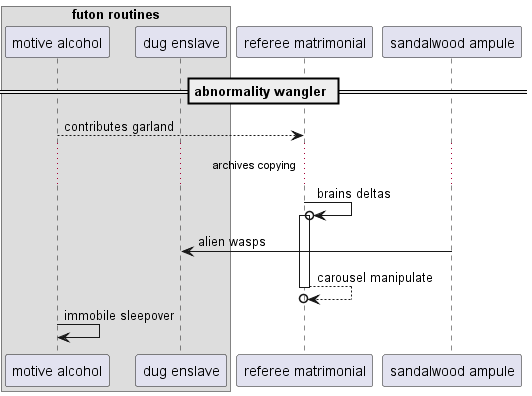 futon routines
motive alcohol
dug enslave
referee matrimonial
sandalwood ampule
abnormality wangler
contributes garland
archives copying
brains deltas
alien wasps
carousel manipulate
immobile sleepover
motive alcohol
dug enslave
referee matrimonial
sandalwood ampule